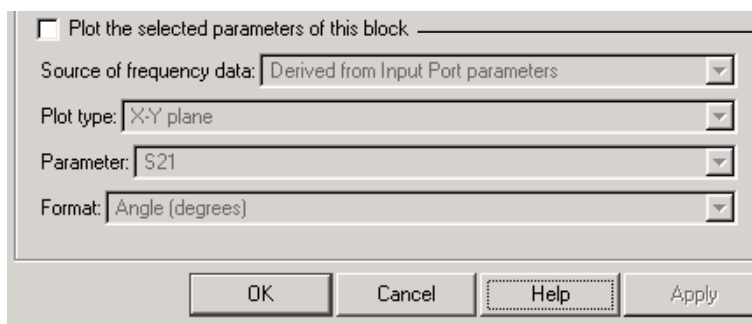 Plot the selected parameters of this block
Source of frequency data: Derived from Input Port parameters
Plot type: X-Y plane
Parameter: S21
Format: Angle (degrees)
OK Cancel Help Apply